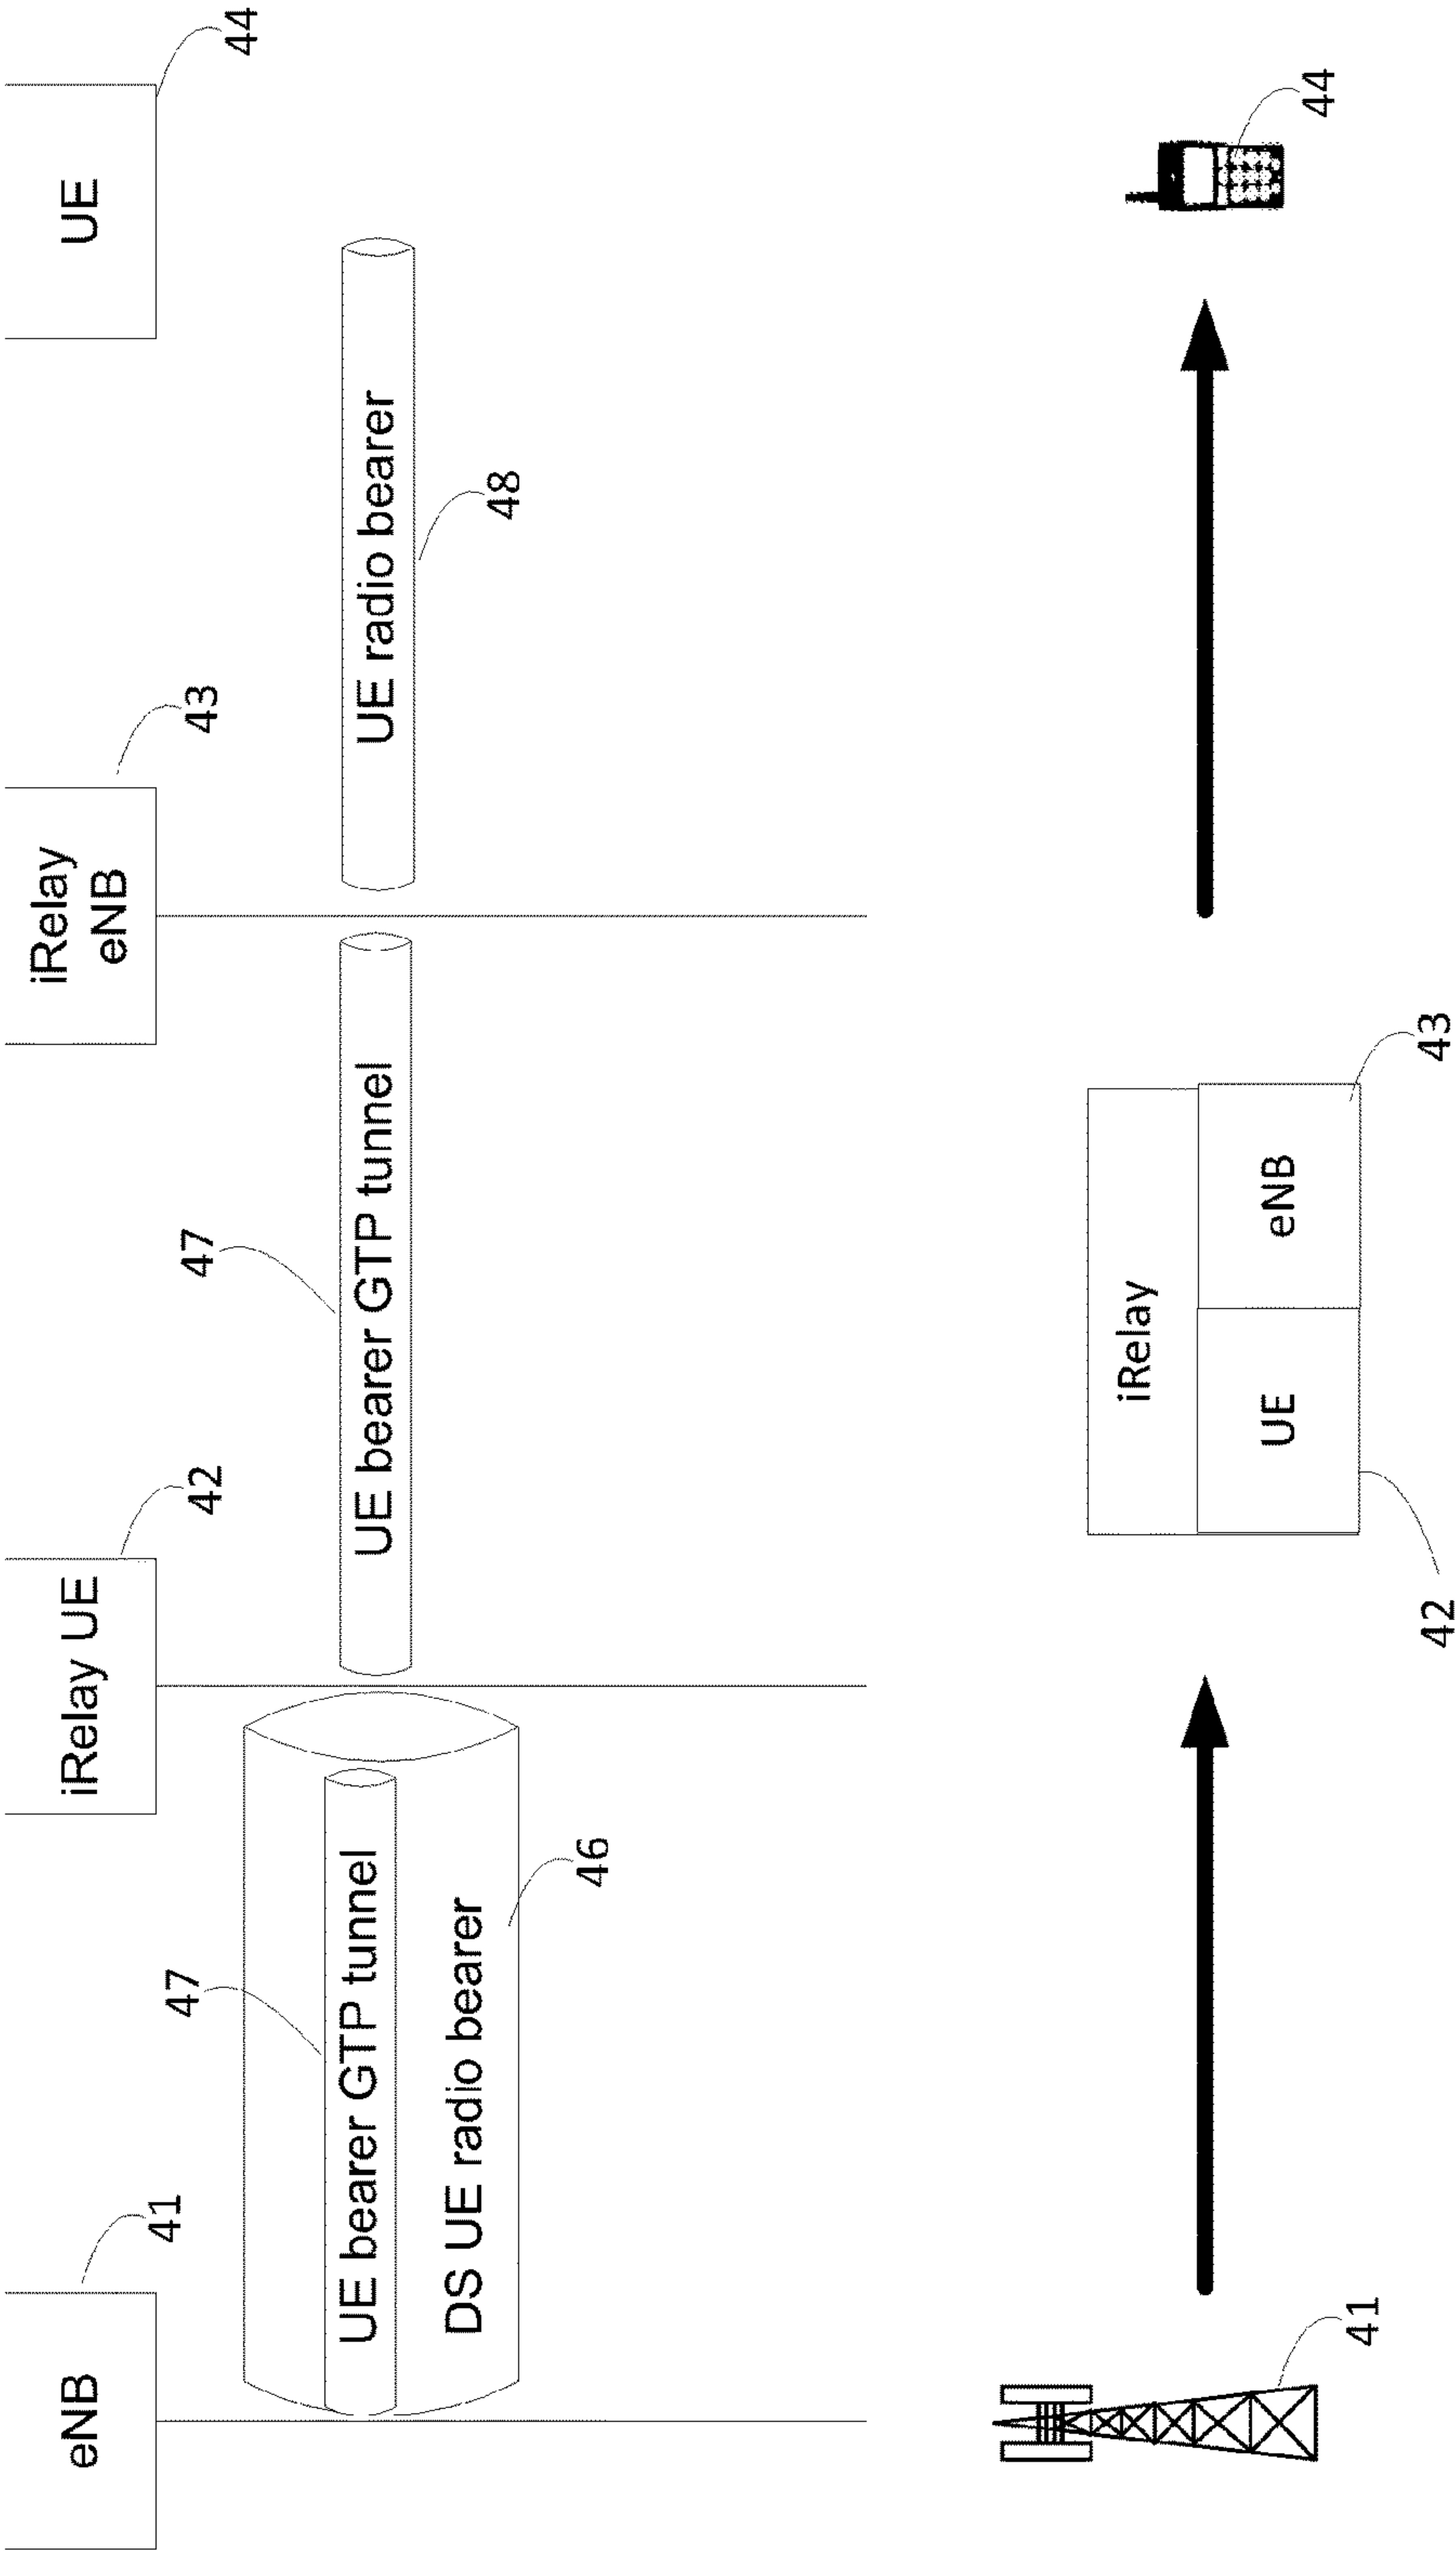 eNB
41
iRelay UE
42
iRelay
eNB
43
UE
44
47
UE bearer GTP tunnel
DS UE radio bearer
46
47
UE bearer GTP tunnel
UE radio bearer
48
41
iRelay
UE
eNB
42
43
44